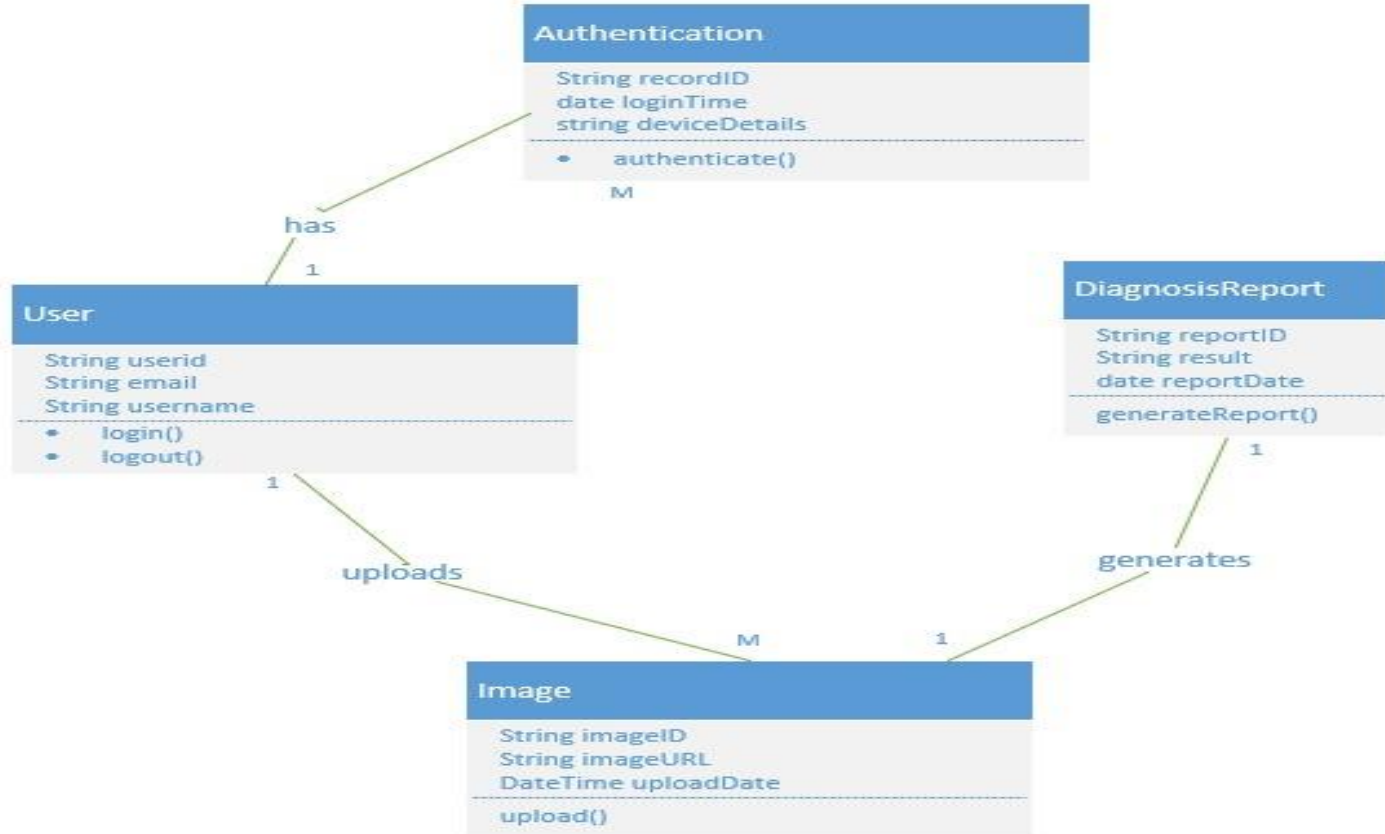 Authentication
String recordID
date loginTime
string deviceDetails
• authenticate()
M
has
1
User
String userid
String email
String username
• login()
• logout()
1
DiagnosisReport
String reportID
String result
date reportDate
generateReport()
1
generates
uploads
M
1
Image
String imageID
String imageURL
DateTime uploadDate
upload()